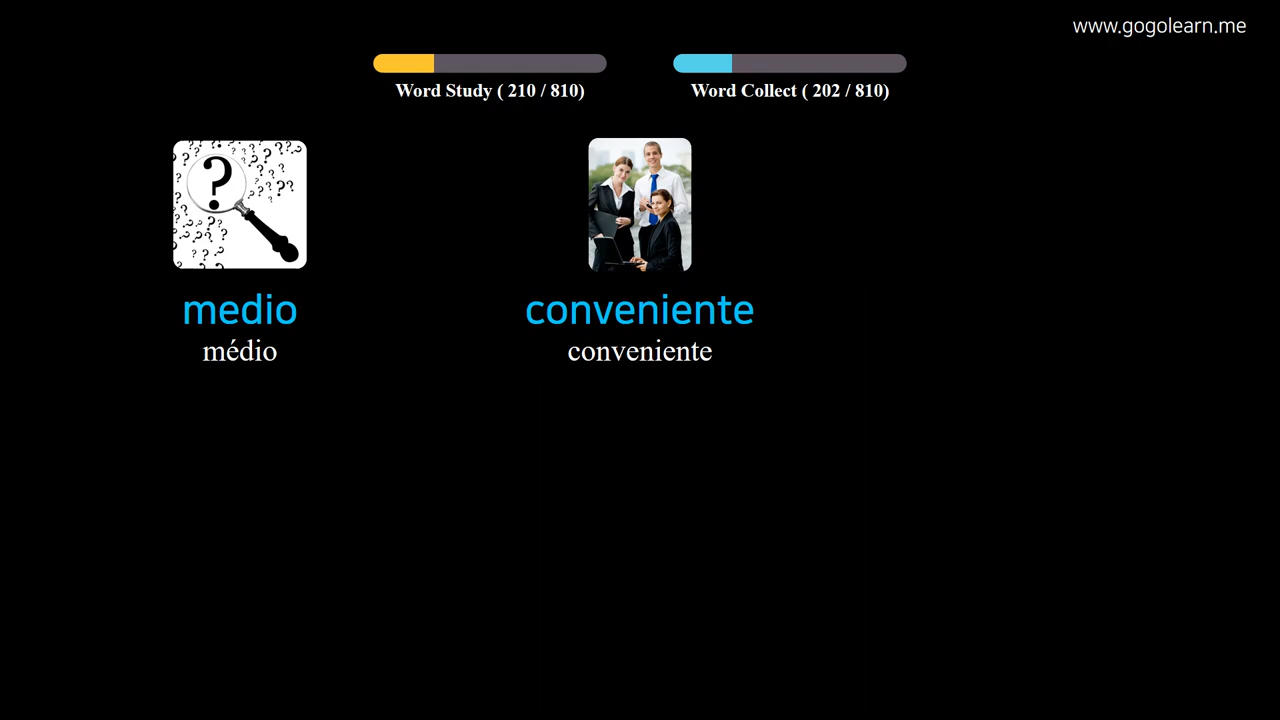 www.gogolearn.me
Word Study ( 210 / 810)
Word Collect ( 202 / 810)
medio
médio
conveniente
conveniente